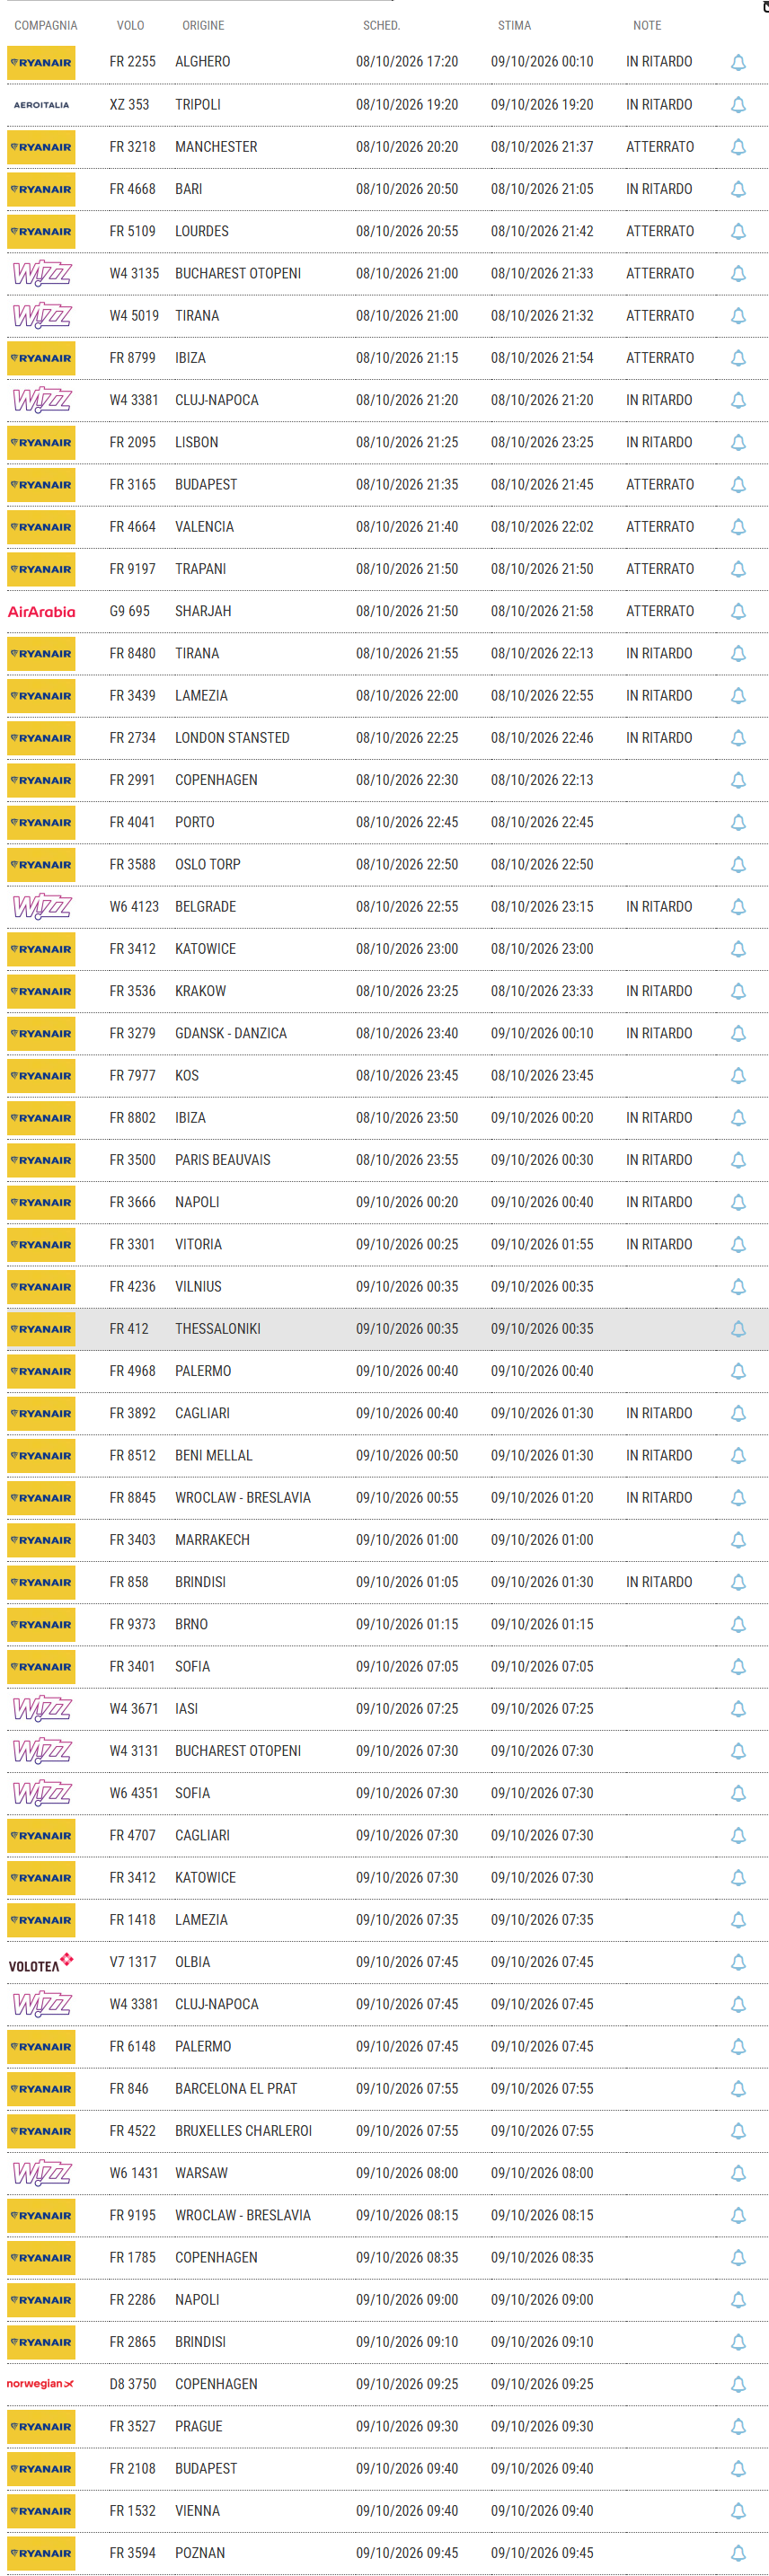 COMPAGNIA VOLO ORIGINE SCHED. STIMA NOTE
RYANAIR FR 2255 ALGHERO 08/10/2026 17:20 09/10/2026 00:10 IN RITARDO
AEROITALIA XZ 353 TRIPOLI 08/10/2026 19:20 09/10/2026 19:20 IN RITARDO
RYANAIR FR 3218 MANCHESTER 08/10/2026 20:20 08/10/2026 21:37 ATTERRATO
RYANAIR FR 4668 BARI 08/10/2026 20:50 08/10/2026 21:05 IN RITARDO
RYANAIR FR 5109 LOURDES 08/10/2026 20:55 08/10/2026 21:42 ATTERRATO
WIZZ W4 3135 BUCHAREST OTOPENI 08/10/2026 21:00 08/10/2026 21:33 ATTERRATO
WIZZ W4 5019 TIRANA 08/10/2026 21:00 08/10/2026 21:32 ATTERRATO
RYANAIR FR 8799 IBIZA 08/10/2026 21:15 08/10/2026 21:54 ATTERRATO
WIZZ W4 3381 CLUJ-NAPOCA 08/10/2026 21:20 08/10/2026 21:20 IN RITARDO
RYANAIR FR 2095 LISBON 08/10/2026 21:25 08/10/2026 23:25 IN RITARDO
RYANAIR FR 3165 BUDAPEST 08/10/2026 21:35 08/10/2026 21:45 ATTERRATO
RYANAIR FR 4664 VALENCIA 08/10/2026 21:40 08/10/2026 22:02 ATTERRATO
RYANAIR FR 9197 TRAPANI 08/10/2026 21:50 08/10/2026 21:50 ATTERRATO
AirArabia G9 695 SHARJAH 08/10/2026 21:50 08/10/2026 21:58 ATTERRATO
RYANAIR FR 8480 TIRANA 08/10/2026 21:55 08/10/2026 22:13 IN RITARDO
RYANAIR FR 3439 LAMEZIA 08/10/2026 22:00 08/10/2026 22:55 IN RITARDO
RYANAIR FR 2734 LONDON STANSTED 08/10/2026 22:25 08/10/2026 22:46 IN RITARDO
RYANAIR FR 2991 COPENHAGEN 08/10/2026 22:30 08/10/2026 22:13
RYANAIR FR 4041 PORTO 08/10/2026 22:45 08/10/2026 22:45
RYANAIR FR 3588 OSLO TORP 08/10/2026 22:50 08/10/2026 22:50
WIZZ W6 4123 BELGRADE 08/10/2026 22:55 08/10/2026 23:15 IN RITARDO
RYANAIR FR 3412 KATOWICE 08/10/2026 23:00 08/10/2026 23:00
RYANAIR FR 3536 KRAKOW 08/10/2026 23:25 08/10/2026 23:33 IN RITARDO
RYANAIR FR 3279 GDANSK - DANZICA 08/10/2026 23:40 09/10/2026 00:10 IN RITARDO
RYANAIR FR 7977 KOS 08/10/2026 23:45 08/10/2026 23:45
RYANAIR FR 8802 IBIZA 08/10/2026 23:50 09/10/2026 00:20 IN RITARDO
RYANAIR FR 3500 PARIS BEAUVAIS 08/10/2026 23:55 09/10/2026 00:30 IN RITARDO
RYANAIR FR 3666 NAPOLI 09/10/2026 00:20 09/10/2026 00:40 IN RITARDO
RYANAIR FR 3301 VITORIA 09/10/2026 00:25 09/10/2026 01:55 IN RITARDO
RYANAIR FR 4236 VILNIUS 09/10/2026 00:35 09/10/2026 00:35
RYANAIR FR 412 THESSALONIKI 09/10/2026 00:35 09/10/2026 00:35
RYANAIR FR 4968 PALERMO 09/10/2026 00:40 09/10/2026 00:40
RYANAIR FR 3892 CAGLIARI 09/10/2026 00:40 09/10/2026 01:30 IN RITARDO
RYANAIR FR 8512 BENI MELLAL 09/10/2026 00:50 09/10/2026 01:30 IN RITARDO
RYANAIR FR 8845 WROCLAW - BRESLAVIA 09/10/2026 00:55 09/10/2026 01:20 IN RITARDO
RYANAIR FR 3403 MARRAKECH 09/10/2026 01:00 09/10/2026 01:00
RYANAIR FR 858 BRINDISI 09/10/2026 01:05 09/10/2026 01:30 IN RITARDO
RYANAIR FR 9373 BRNO 09/10/2026 01:15 09/10/2026 01:15
RYANAIR FR 3401 SOFIA 09/10/2026 07:05 09/10/2026 07:05
WIZZ W4 3671 IASI 09/10/2026 07:25 09/10/2026 07:25
WIZZ W4 3131 BUCHAREST OTOPENI 09/10/2026 07:30 09/10/2026 07:30
WIZZ W6 4351 SOFIA 09/10/2026 07:30 09/10/2026 07:30
RYANAIR FR 4707 CAGLIARI 09/10/2026 07:30 09/10/2026 07:30
RYANAIR FR 3412 KATOWICE 09/10/2026 07:30 09/10/2026 07:30
RYANAIR FR 1418 LAMEZIA 09/10/2026 07:35 09/10/2026 07:35
VOLOTEA V7 1317 OLBIA 09/10/2026 07:45 09/10/2026 07:45
WIZZ W4 3381 CLUJ-NAPOCA 09/10/2026 07:45 09/10/2026 07:45
RYANAIR FR 6148 PALERMO 09/10/2026 07:45 09/10/2026 07:45
RYANAIR FR 846 BARCELONA EL PRAT 09/10/2026 07:55 09/10/2026 07:55
RYANAIR FR 4522 BRUXELLES CHARLEROI 09/10/2026 07:55 09/10/2026 07:55
WIZZ W6 1431 WARSAW 09/10/2026 08:00 09/10/2026 08:00
RYANAIR FR 9195 WROCLAW - BRESLAVIA 09/10/2026 08:15 09/10/2026 08:15
RYANAIR FR 1785 COPENHAGEN 09/10/2026 08:35 09/10/2026 08:35
RYANAIR FR 2286 NAPOLI 09/10/2026 09:00 09/10/2026 09:00
RYANAIR FR 2865 BRINDISI 09/10/2026 09:10 09/10/2026 09:10
norwegian D8 3750 COPENHAGEN 09/10/2026 09:25 09/10/2026 09:25
RYANAIR FR 3527 PRAGUE 09/10/2026 09:30 09/10/2026 09:30
RYANAIR FR 2108 BUDAPEST 09/10/2026 09:40 09/10/2026 09:40
RYANAIR FR 1532 VIENNA 09/10/2026 09:40 09/10/2026 09:40
RYANAIR FR 3594 POZNAN 09/10/2026 09:45 09/10/2026 09:45